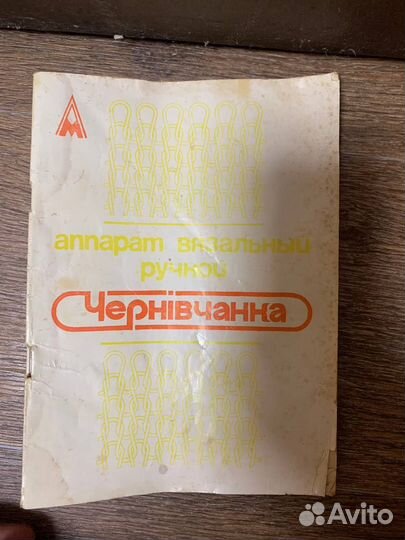 аппарат вязальный
ручной
Чернівчанка
Avito